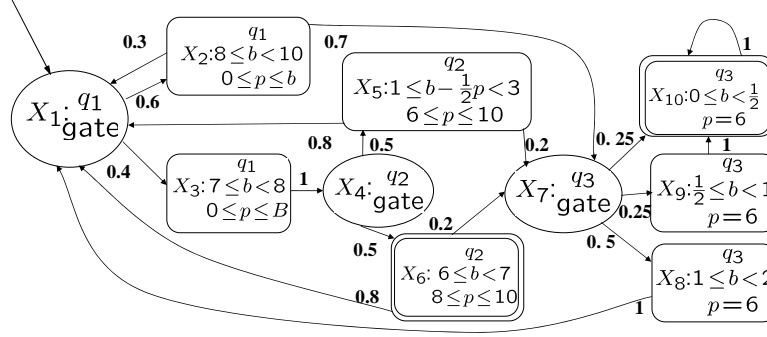 X₁: q₁
gate
0.3
0.6
0.4
q₁
X₂:8≤b<10
0≤p≤b
0.7
q₁
X₃:7≤b<8
0≤p≤B
1
q₂
X₄: gate
0.8
0.5
0.5
q₂
X₅:1≤b−½p<3
6≤p≤10
0.2
q₂
X₆: 6≤b<7
8≤p≤10
0.2
0.8
q₃
X₇: gate
0. 25
0.25
0. 5
1
q₃
X₁₀:0≤b<½
p=6
1
q₃
X₉:½≤b<1
p=6
q₃
X₈:1≤b<2
p=6
1